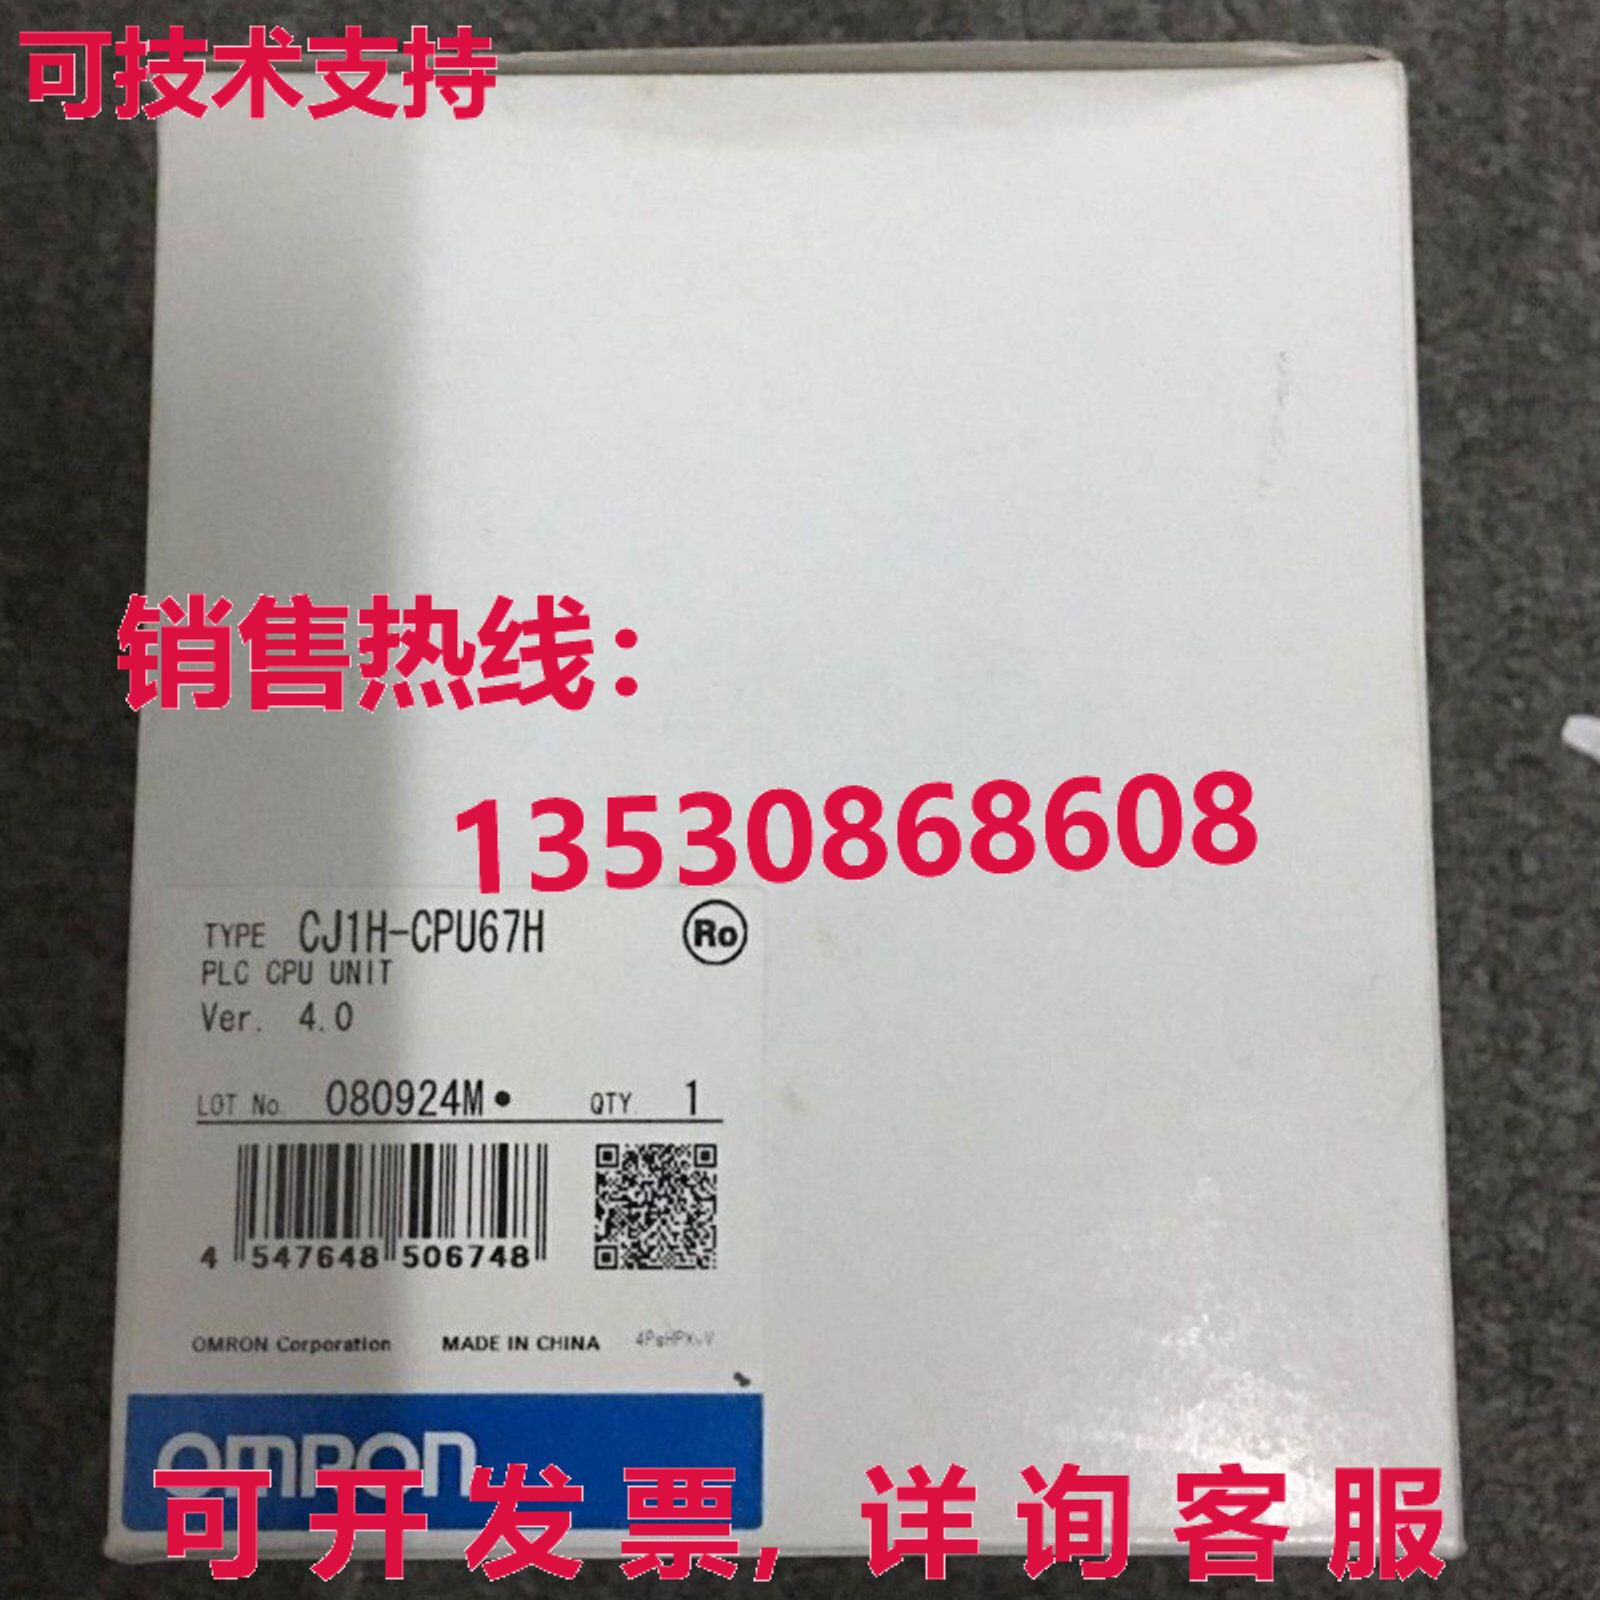 可技术支持
销售热线：
13530868608
TYPE CJ1H-CPU67H Ro
PLC CPU UNIT
Ver. 4.0
LOT No. 080924M• QTY. 1
4 547648 506748
OMRON Corporation MADE IN CHINA
OMRON
可开发票，详询客服